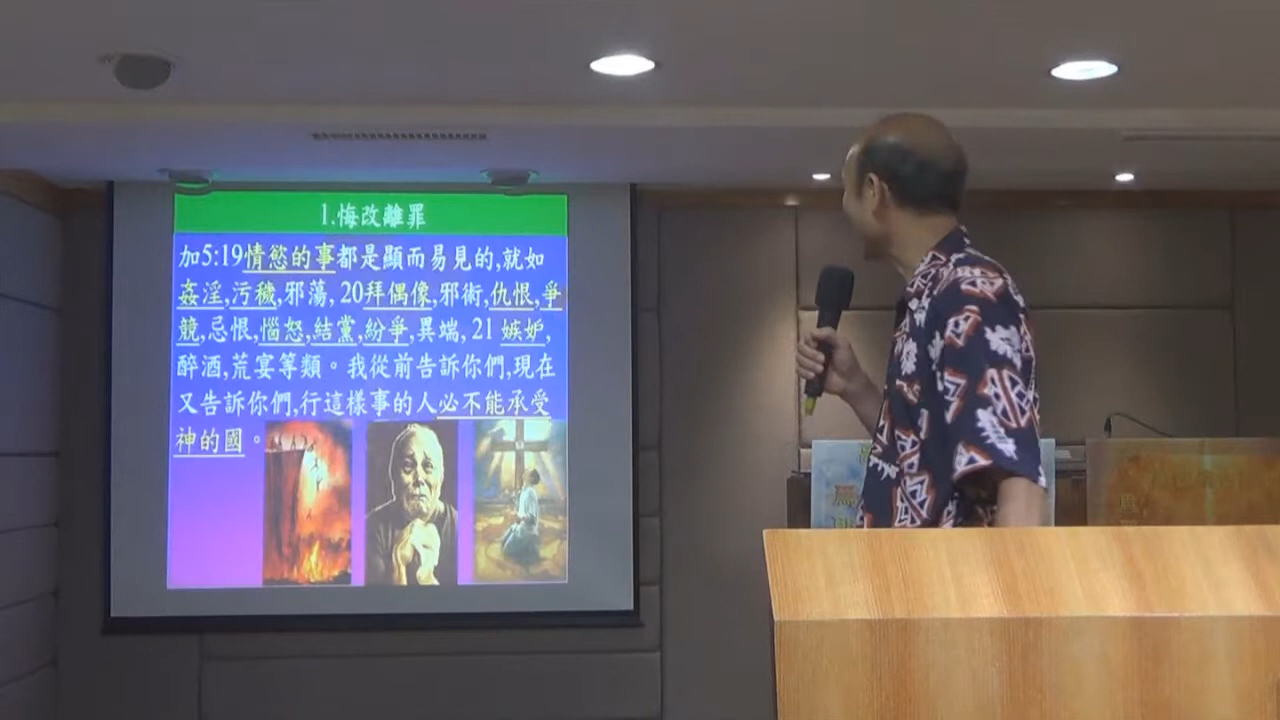 1.悔改離罪
加5:19情慾的事都是顯而易見的,就如
姦淫,污穢,邪蕩, 20拜偶像,邪術,仇恨,爭
競,忌恨,惱怒,結黨,紛爭,異端, 21 嫉妒,
醉酒,荒宴等類。我從前告訴你們,現在
又告訴你們,行這樣事的人必不能承受
神的國。